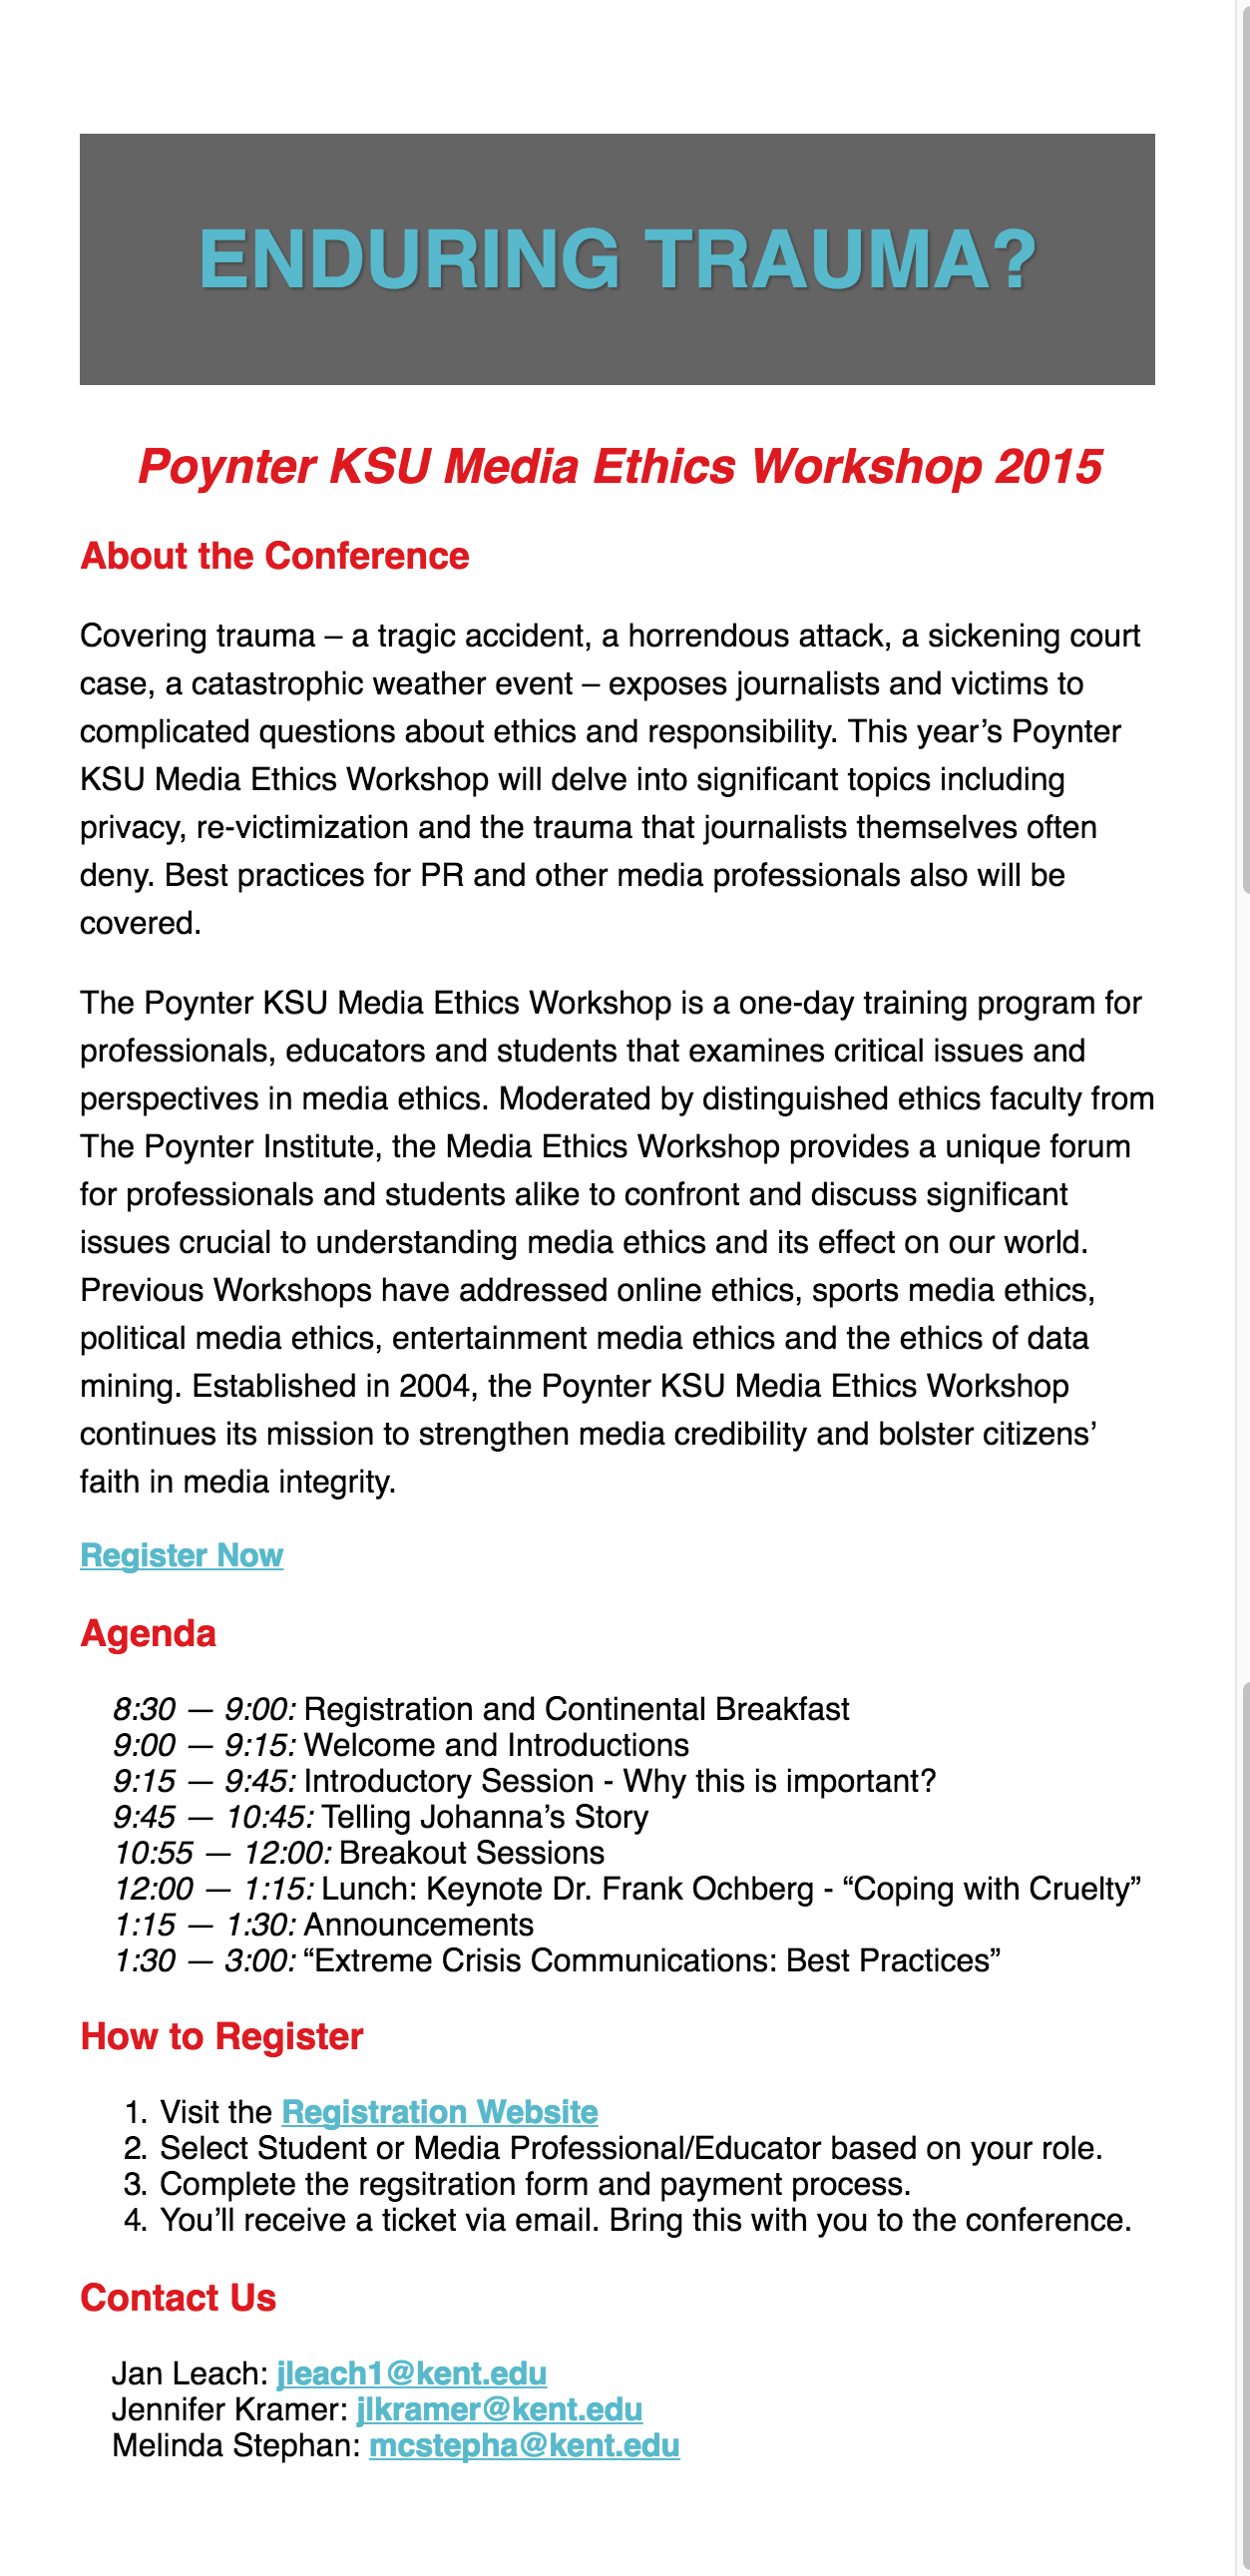 ENDURING TRAUMA?
Poynter KSU Media Ethics Workshop 2015
About the Conference
Covering trauma – a tragic accident, a horrendous attack, a sickening court
case, a catastrophic weather event – exposes journalists and victims to
complicated questions about ethics and responsibility. This year’s Poynter
KSU Media Ethics Workshop will delve into significant topics including
privacy, re-victimization and the trauma that journalists themselves often
deny. Best practices for PR and other media professionals also will be
covered.
The Poynter KSU Media Ethics Workshop is a one-day training program for
professionals, educators and students that examines critical issues and
perspectives in media ethics. Moderated by distinguished ethics faculty from
The Poynter Institute, the Media Ethics Workshop provides a unique forum
for professionals and students alike to confront and discuss significant
issues crucial to understanding media ethics and its effect on our world.
Previous Workshops have addressed online ethics, sports media ethics,
political media ethics, entertainment media ethics and the ethics of data
mining. Established in 2004, the Poynter KSU Media Ethics Workshop
continues its mission to strengthen media credibility and bolster citizens’
faith in media integrity.
Register Now
Agenda
8:30 — 9:00: Registration and Continental Breakfast
9:00 — 9:15: Welcome and Introductions
9:15 — 9:45: Introductory Session - Why this is important?
9:45 — 10:45: Telling Johanna’s Story
10:55 — 12:00: Breakout Sessions
12:00 — 1:15: Lunch: Keynote Dr. Frank Ochberg - “Coping with Cruelty”
1:15 — 1:30: Announcements
1:30 — 3:00: “Extreme Crisis Communications: Best Practices”
How to Register
1. Visit the Registration Website
2. Select Student or Media Professional/Educator based on your role.
3. Complete the regsitration form and payment process.
4. You’ll receive a ticket via email. Bring this with you to the conference.
Contact Us
Jan Leach: jleach1@kent.edu
Jennifer Kramer: jlkramer@kent.edu
Melinda Stephan: mcstepha@kent.edu